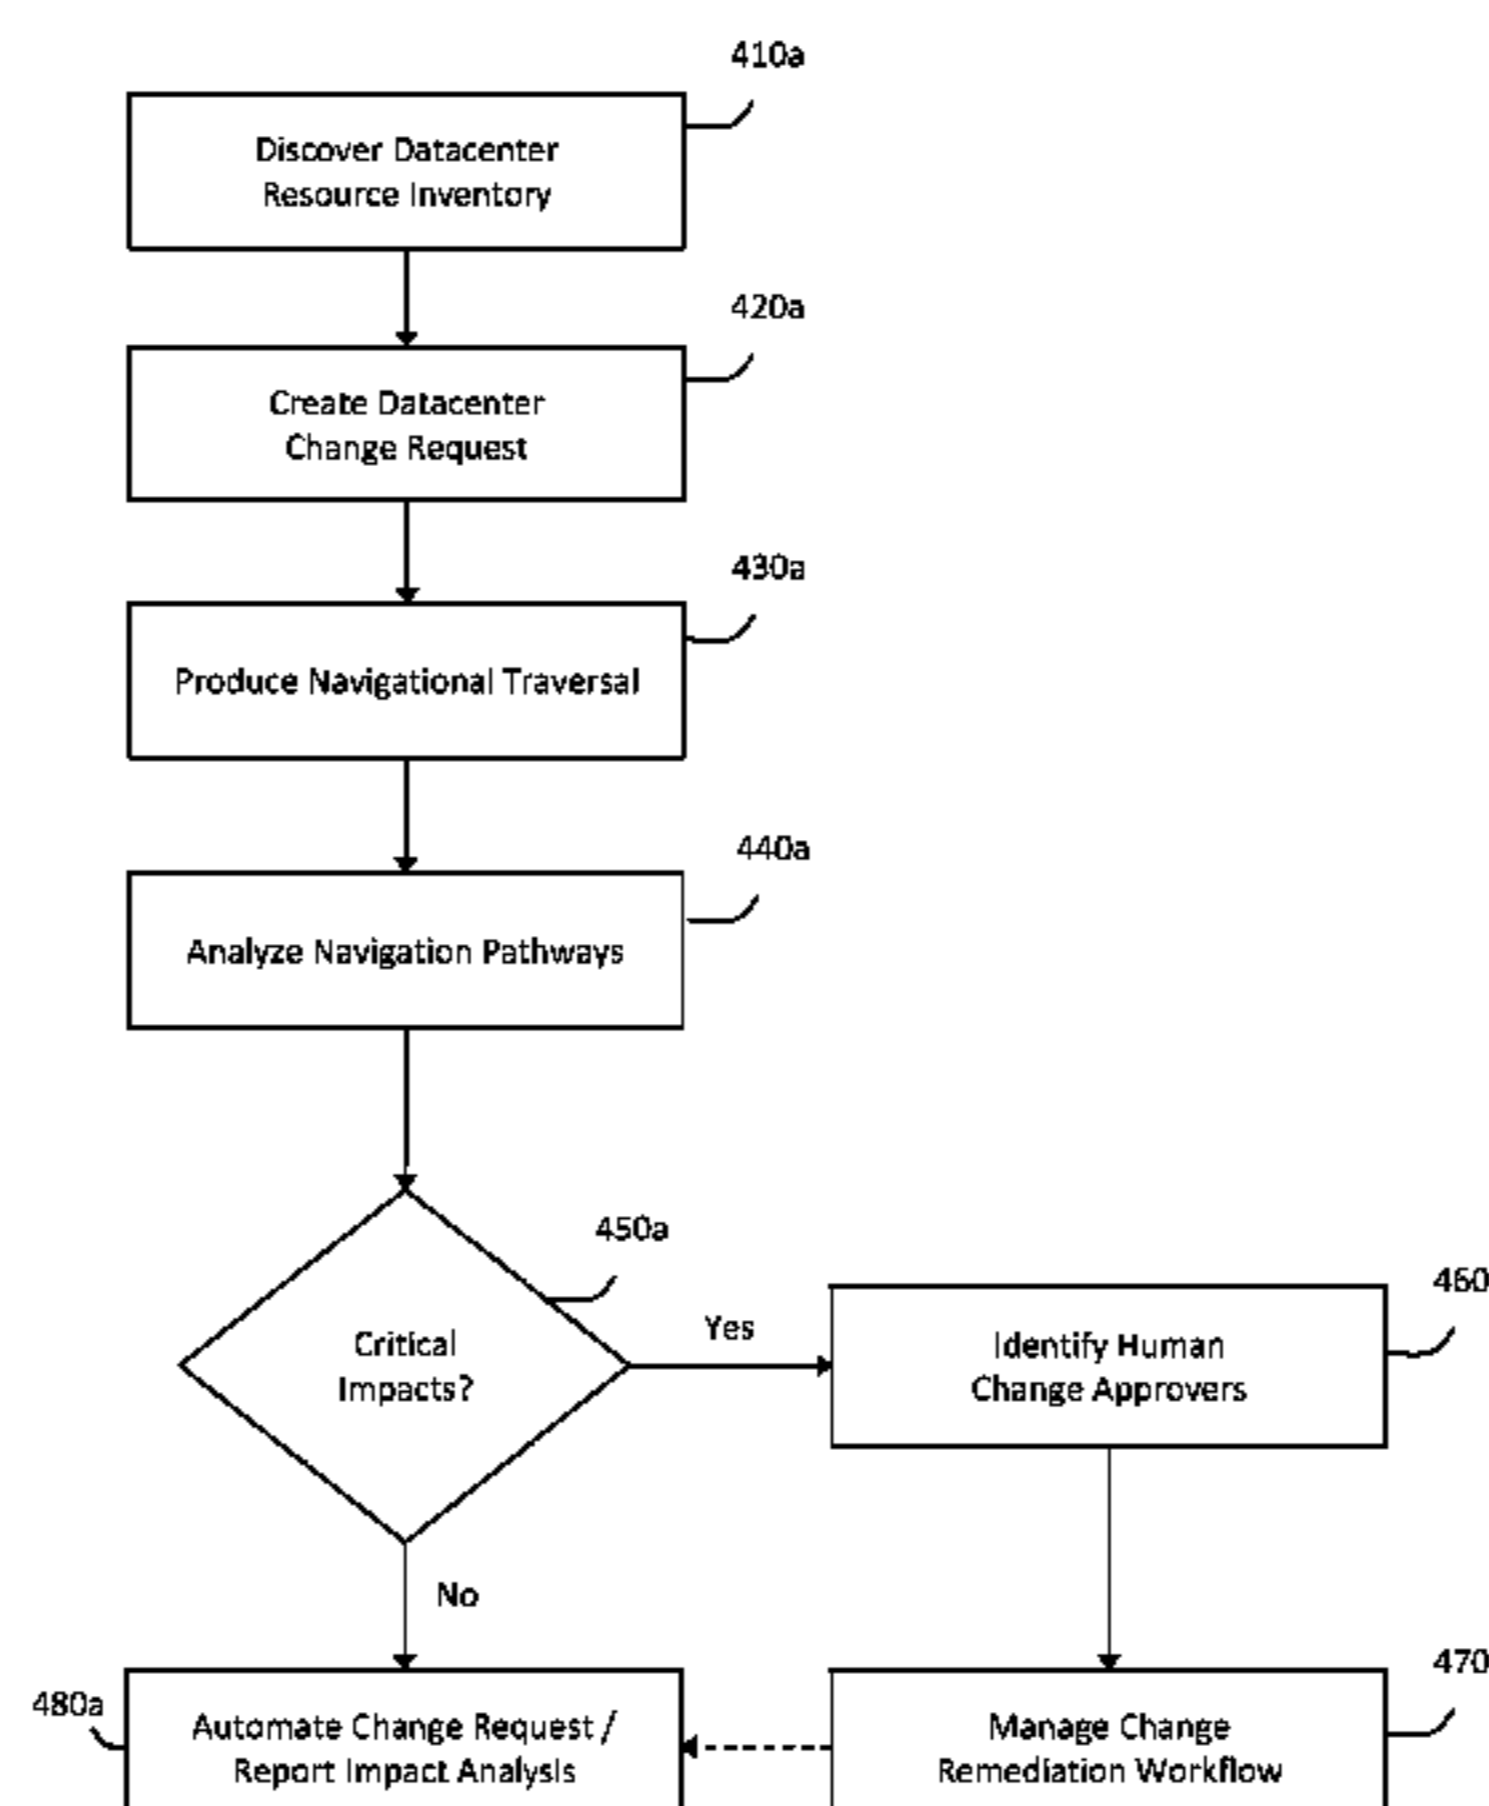 410a
Discover Datacenter
Resource Inventory
420a
Create Datacenter
Change Request
430a
Produce Navigational Traversal
440a
Analyze Navigation Pathways
450a
Critical
Impacts?
Yes
460
Identify Human
Change Approvers
No
470
480a
Automate Change Request /
Report Impact Analysis
Manage Change
Remediation Workflow